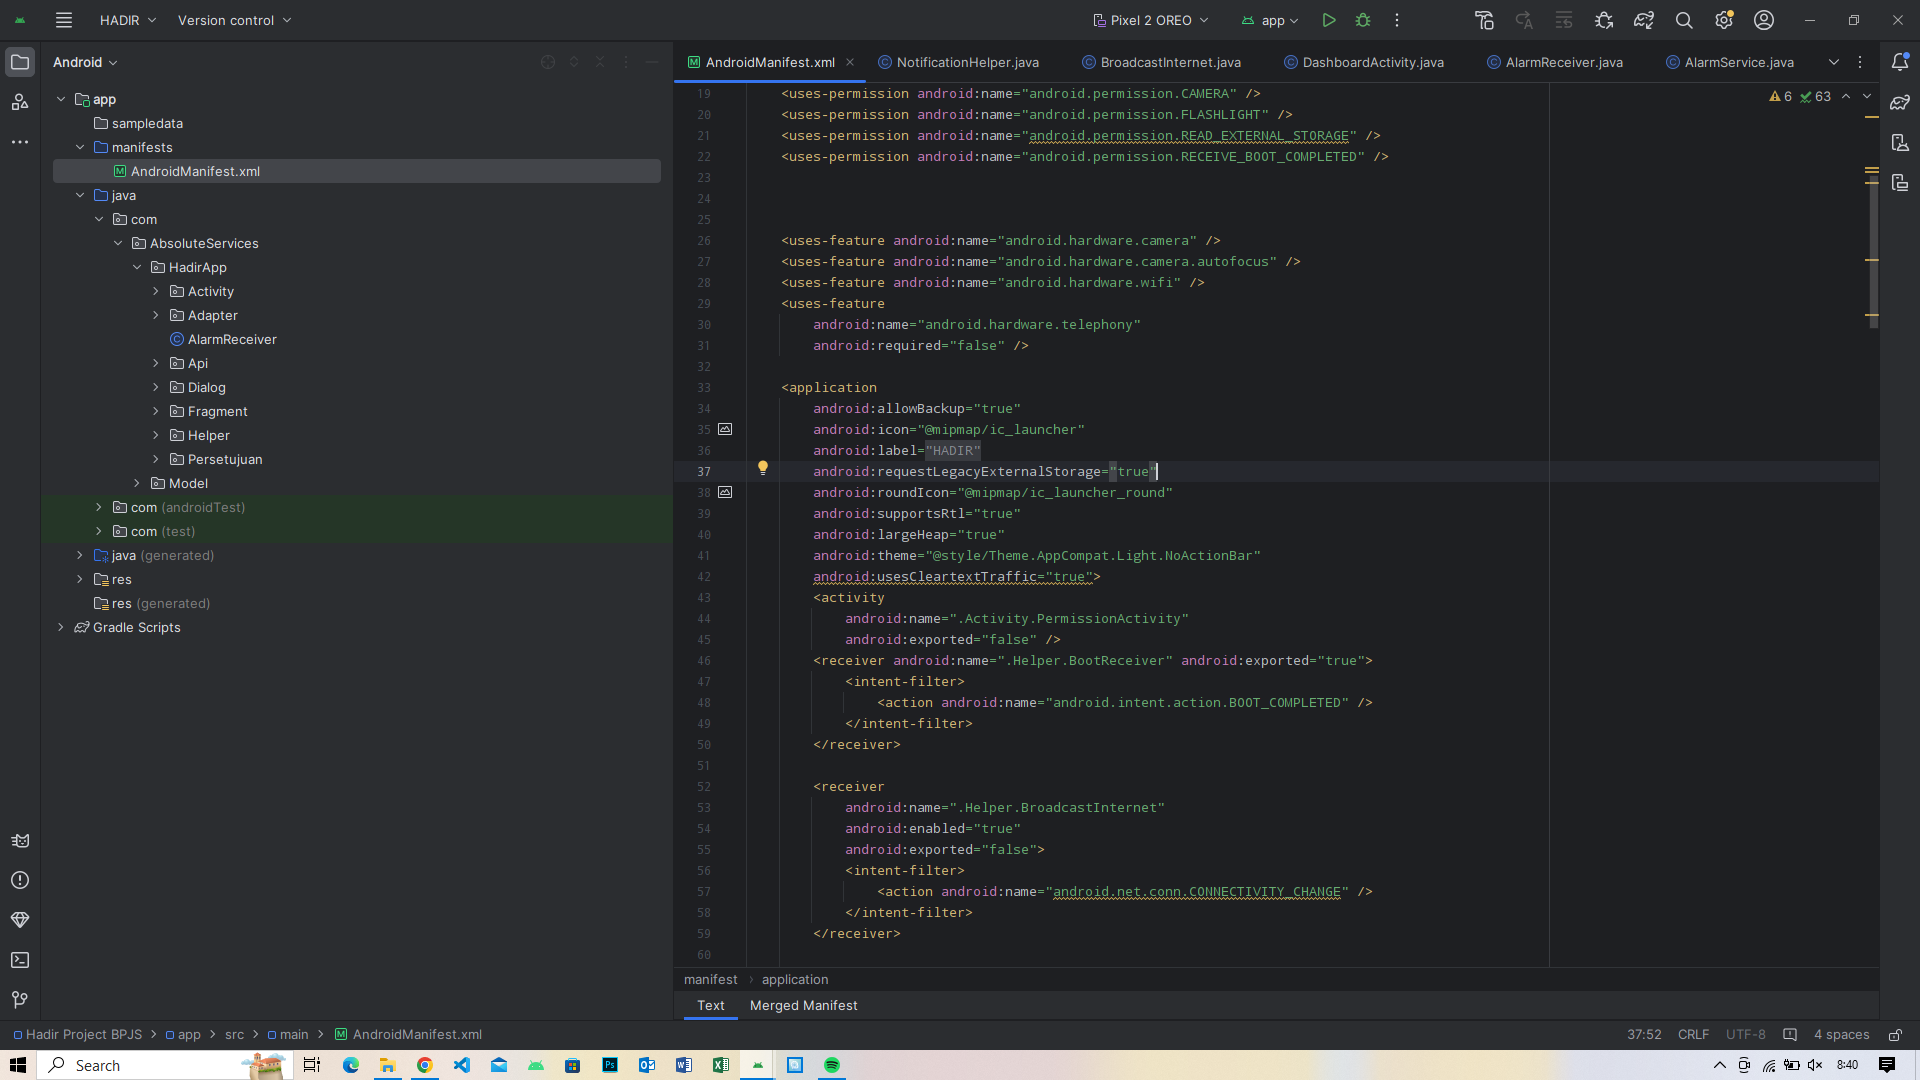 HADIR
Version control
Pixel 2 OREO
app
Android
AndroidManifest.xml
NotificationHelper.java
BroadcastInternet.java
DashboardActivity.java
AlarmReceiver.java
AlarmService.java
app
sampledata
manifests
AndroidManifest.xml
java
com
AbsoluteServices
HadirApp
Activity
Adapter
AlarmReceiver
Api
Dialog
Fragment
Helper
Persetujuan
Model
com (androidTest)
com (test)
java (generated)
res
res (generated)
Gradle Scripts
6 63
19 <uses-permission android:name="android.permission.CAMERA" />
20 <uses-permission android:name="android.permission.FLASHLIGHT" />
21 <uses-permission android:name="android.permission.READ_EXTERNAL_STORAGE" />
22 <uses-permission android:name="android.permission.RECEIVE_BOOT_COMPLETED" />
23
24
25
26 <uses-feature android:name="android.hardware.camera" />
27 <uses-feature android:name="android.hardware.camera.autofocus" />
28 <uses-feature android:name="android.hardware.wifi" />
29 <uses-feature
30 android:name="android.hardware.telephony"
31 android:required="false" />
32
33 <application
34 android:allowBackup="true"
35 android:icon="@mipmap/ic_launcher"
36 android:label="HADIR"
37 android:requestLegacyExternalStorage="true"
38 android:roundIcon="@mipmap/ic_launcher_round"
39 android:supportsRtl="true"
40 android:largeHeap="true"
41 android:theme="@style/Theme.AppCompat.Light.NoActionBar"
42 android:usesCleartextTraffic="true">
43 <activity
44 android:name=".Activity.PermissionActivity"
45 android:exported="false" />
46 <receiver android:name=".Helper.BootReceiver" android:exported="true">
47 <intent-filter>
48 <action android:name="android.intent.action.BOOT_COMPLETED" />
49 </intent-filter>
50 </receiver>
51
52 <receiver
53 android:name=".Helper.BroadcastInternet"
54 android:enabled="true"
55 android:exported="false">
56 <intent-filter>
57 <action android:name="android.net.conn.CONNECTIVITY_CHANGE" />
58 </intent-filter>
59 </receiver>
60
manifest > application
Text
Merged Manifest
Hadir Project BPJS > app > src > main > AndroidManifest.xml
37:52
CRLF
UTF-8
4 spaces
Search
8:40